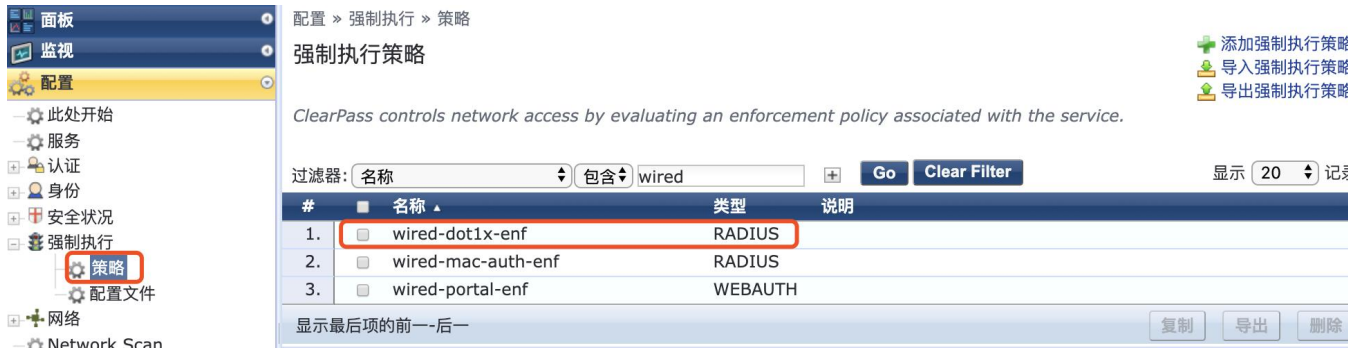 面板
监视
配置
此处开始
服务
认证
身份
安全状况
强制执行
策略
配置文件
网络
Network Scan
配置 » 强制执行 » 策略
强制执行策略
添加强制执行策略
导入强制执行策略
导出强制执行策略
ClearPass controls network access by evaluating an enforcement policy associated with the service.
过滤器: 名称 包含 wired + Go Clear Filter 显示 20 记录
# 名称 类型 说明
1. wired-dot1x-enf RADIUS
2. wired-mac-auth-enf RADIUS
3. wired-portal-enf WEBAUTH
显示最后项的前一-后一 复制 导出 删除